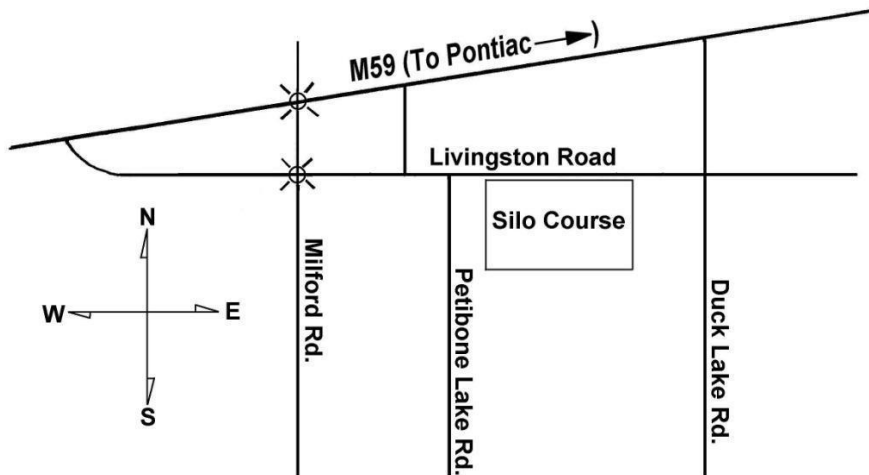 M59 (To Pontiac )
Livingston Road
Silo Course
N
W
E
S
Milford Rd.
Petibone Lake Rd.
Duck Lake Rd.